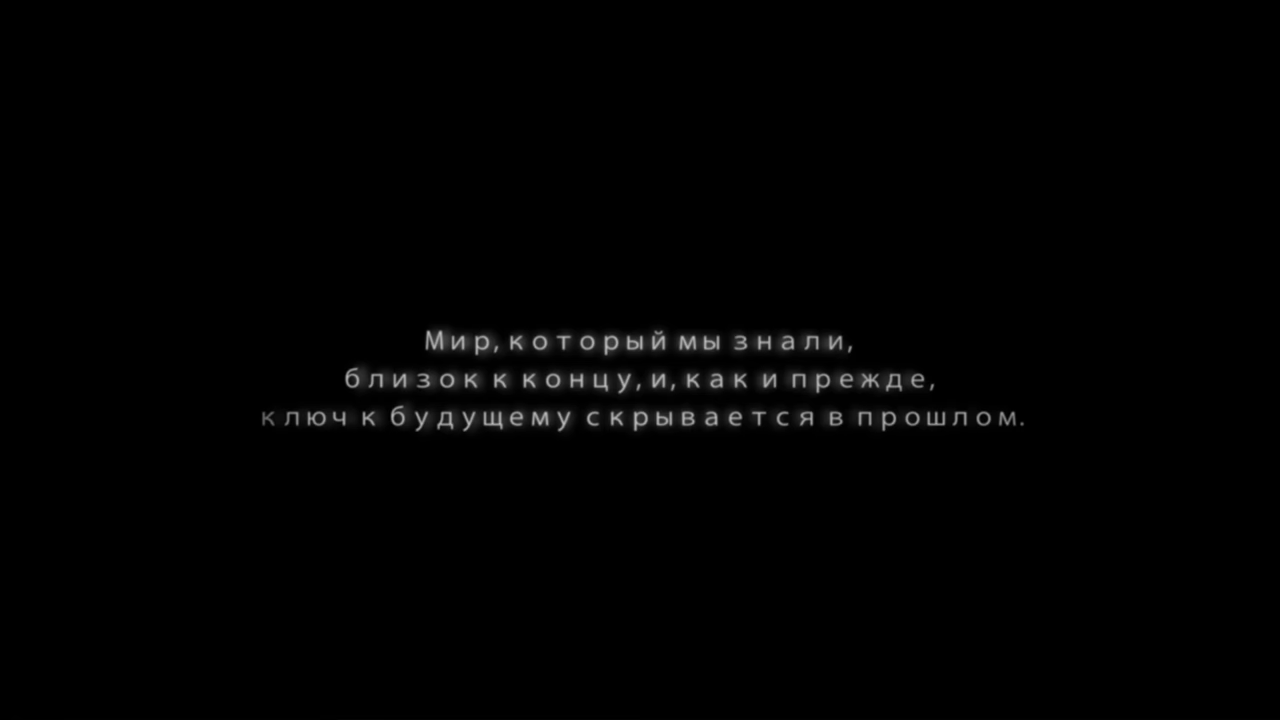 Мир, который мы знали,
близок к концу, и, как и прежде,
ключ к будущему скрывается в прошлом.